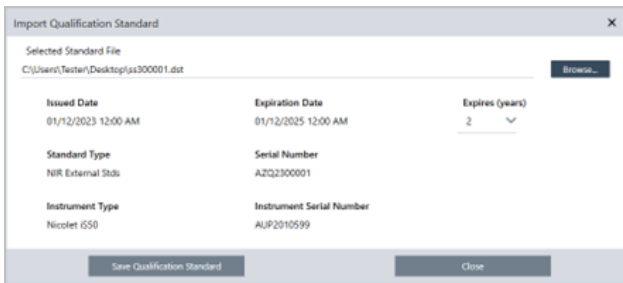 Import Qualification Standard
Selected Standard File
C:\Users\Tester\Desktop\ss300001.dst
Browse...
Issued Date Expiration Date Expires (years)
01/12/2023 12:00 AM 01/12/2025 12:00 AM 2
Standard Type Serial Number
NIR External Stds AZQ2300001
Instrument Type Instrument Serial Number
Nicolet iS50 AUP2010599
Save Qualification Standard Close